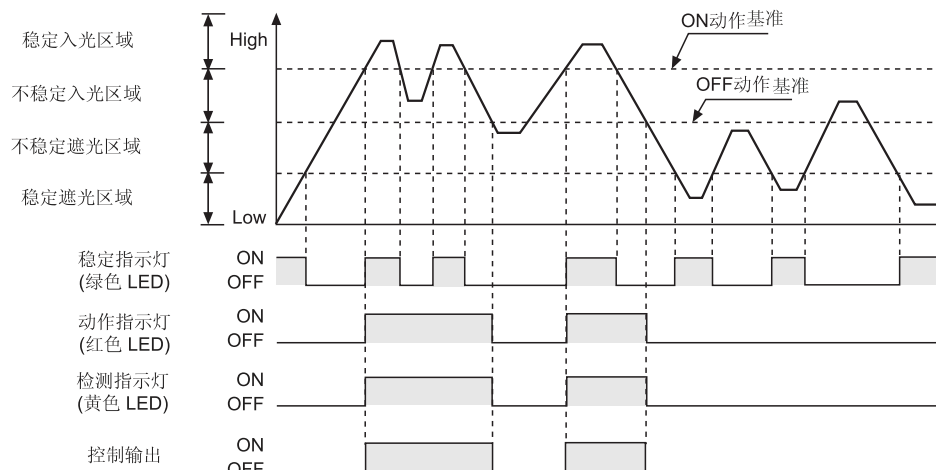 稳定入光区域
High
ON动作基准
不稳定入光区域
OFF动作基准
不稳定遮光区域
稳定遮光区域
Low
稳定指示灯
(绿色 LED)
ON
OFF
动作指示灯
(红色 LED)
ON
OFF
检测指示灯
(黄色 LED)
ON
OFF
控制输出
ON
OFF